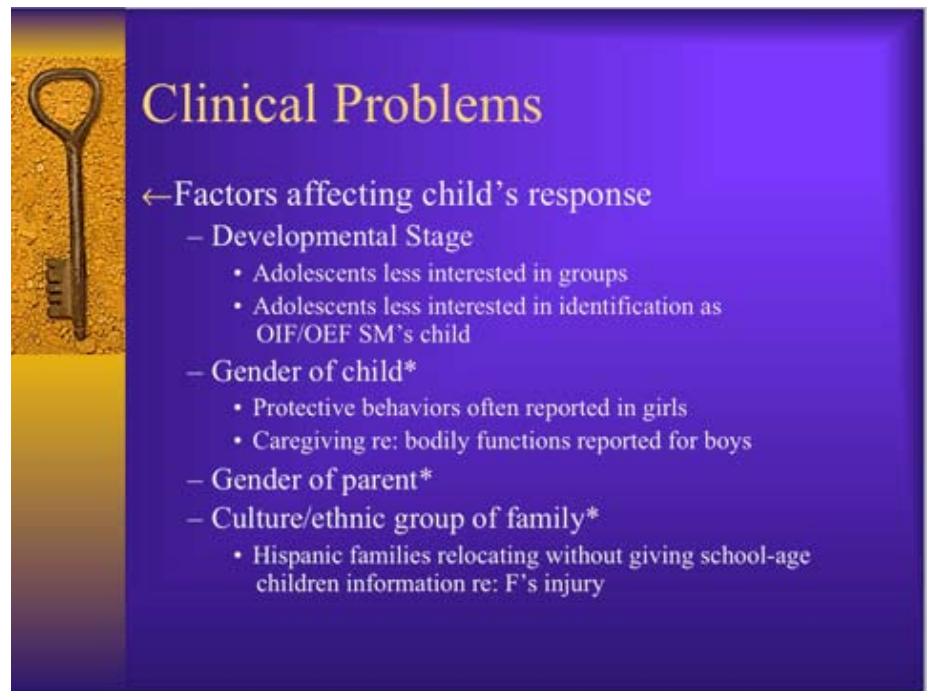 Clinical Problems
←Factors affecting child's response
– Developmental Stage
• Adolescents less interested in groups
• Adolescents less interested in identification as
OIF/OEF SM's child
– Gender of child*
• Protective behaviors often reported in girls
• Caregiving re: bodily functions reported for boys
– Gender of parent*
– Culture/ethnic group of family*
• Hispanic families relocating without giving school-age
children information re: F's injury